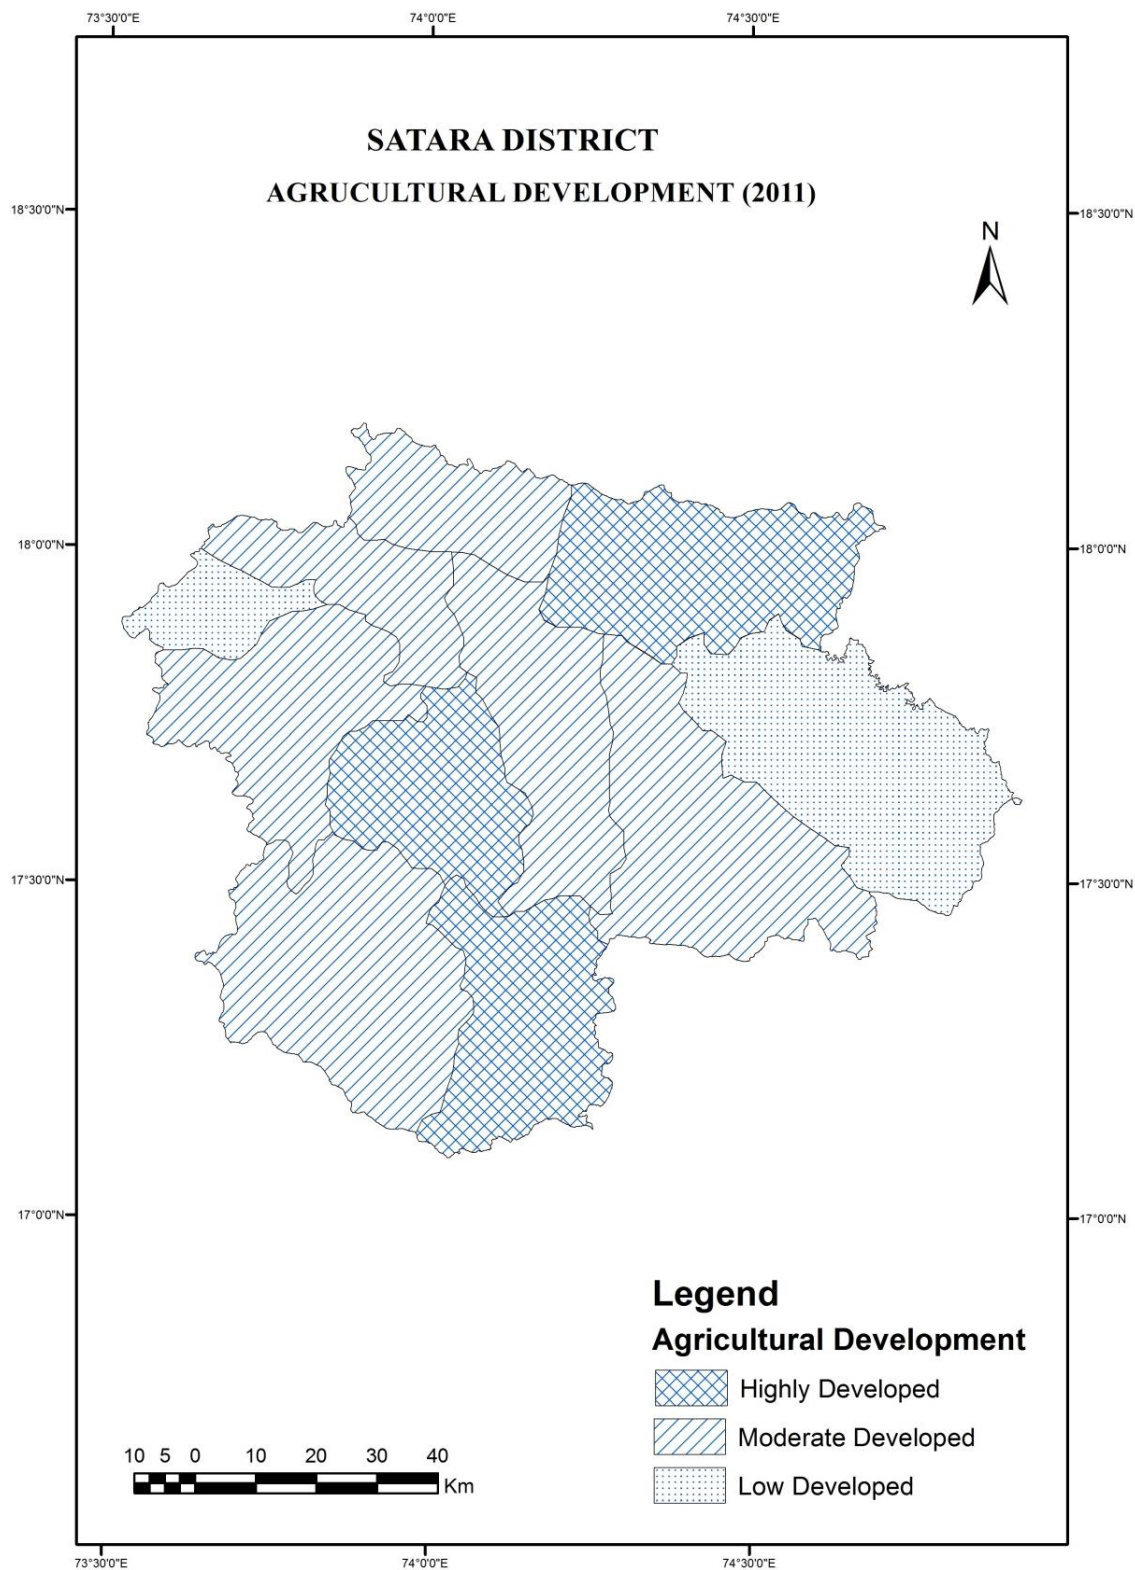 73°30'0"E 74°0'0"E 74°30'0"E
SATARA DISTRICT
AGRUCULTURAL DEVELOPMENT (2011)
18°30'0"N 18°30'0"N
N
18°0'0"N 18°0'0"N
17°30'0"N 17°30'0"N
17°0'0"N 17°0'0"N
Legend
Agricultural Development
Highly Developed
Moderate Developed
Low Developed
10 5 0 10 20 30 40
Km
73°30'0"E 74°0'0"E 74°30'0"E